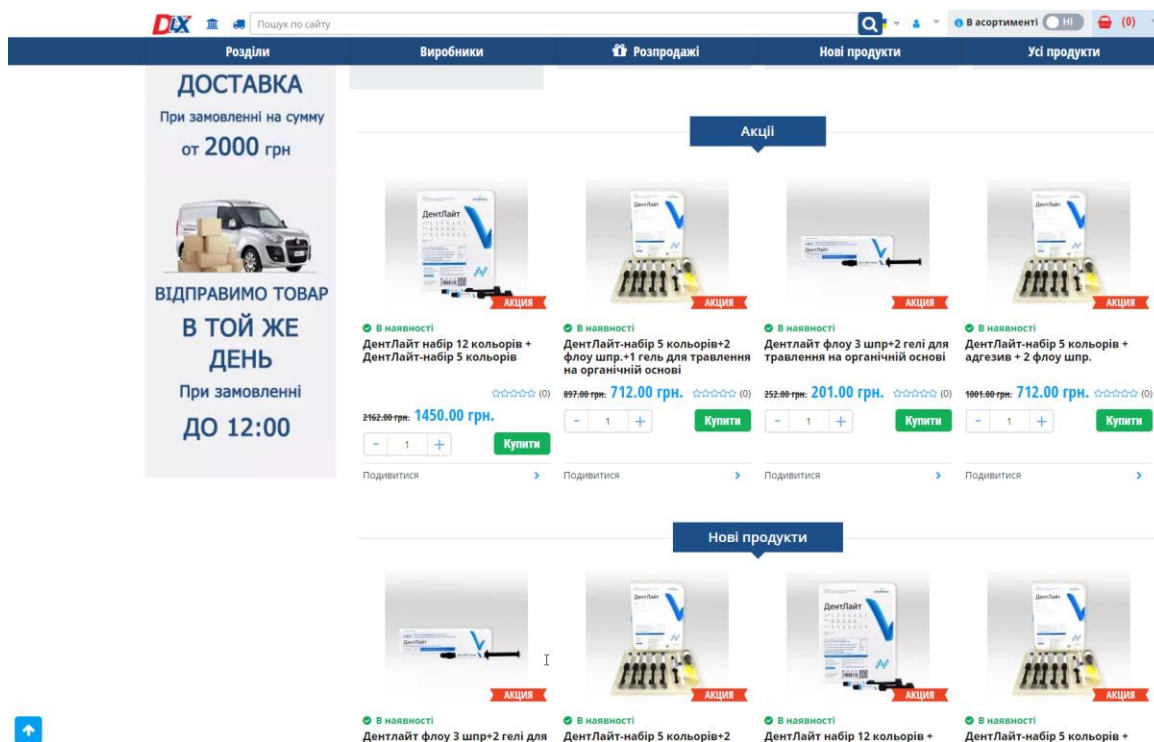 DLX
Пошук по сайту
В асортименті
НІ
(0)
Розділи
Виробники
Розпродажі
Нові продукти
Усі продукти
ДОСТАВКА
При замовленні на сумму
от 2000 грн
ВІДПРАВИМО ТОВАР
В ТОЙ ЖЕ
ДЕНЬ
При замовленні
ДО 12:00
Акції
ДентЛайт
АКЦИЯ
В наявності
ДентЛайт набір 12 кольорів +
ДентЛайт-набір 5 кольорів
(0)
2162.00 грн. 1450.00 грн.
- 1 +
Купити
Подивитися
ДентЛайт
АКЦИЯ
В наявності
ДентЛайт-набір 5 кольорів+2
флоу шпр.+1 гель для травлення
на органічній основі
897.00 грн. 712.00 грн. (0)
- 1 +
Купити
Подивитися
ДентЛайт
АКЦИЯ
В наявності
Дентлайт флоу 3 шпр+2 гелі для
травлення на органічній основі
252.00 грн. 201.00 грн. (0)
- 1 +
Купити
Подивитися
ДентЛайт
АКЦИЯ
В наявності
ДентЛайт-набір 5 кольорів +
адгезив + 2 флоу шпр.
1001.00 грн. 712.00 грн. (0)
- 1 +
Купити
Подивитися
Нові продукти
ДентЛайт
АКЦИЯ
В наявності
Дентлайт флоу 3 шпр+2 гелі для
ДентЛайт
АКЦИЯ
В наявності
ДентЛайт-набір 5 кольорів+2
ДентЛайт
АКЦИЯ
В наявності
ДентЛайт набір 12 кольорів +
ДентЛайт
АКЦИЯ
В наявності
ДентЛайт-набір 5 кольорів +